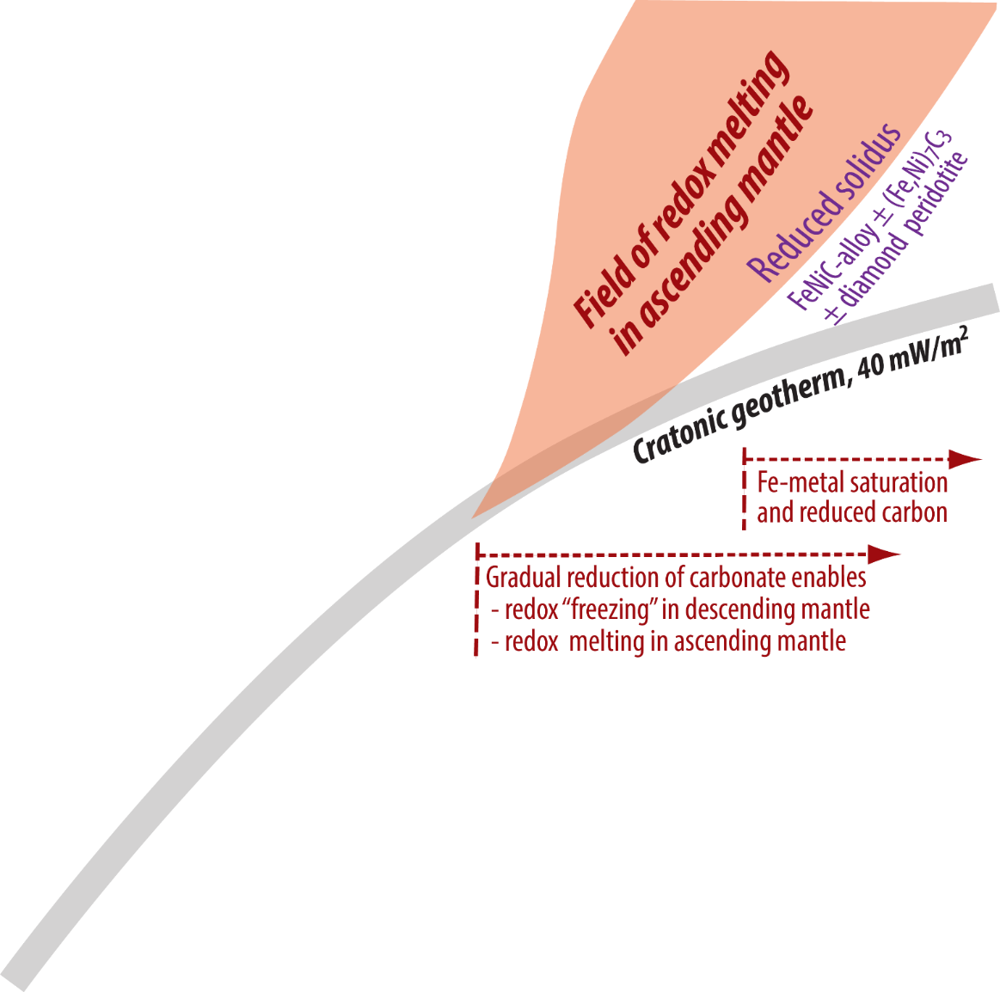 Field of redox melting
in ascending mantle
Reduced solidus
FeNiC-alloy ± (Fe,Ni)₇C₃
± diamond peridotite
Cratonic geotherm, 40 mW/m²
Fe-metal saturation
and reduced carbon
Gradual reduction of carbonate enables
- redox “freezing” in descending mantle
- redox melting in ascending mantle